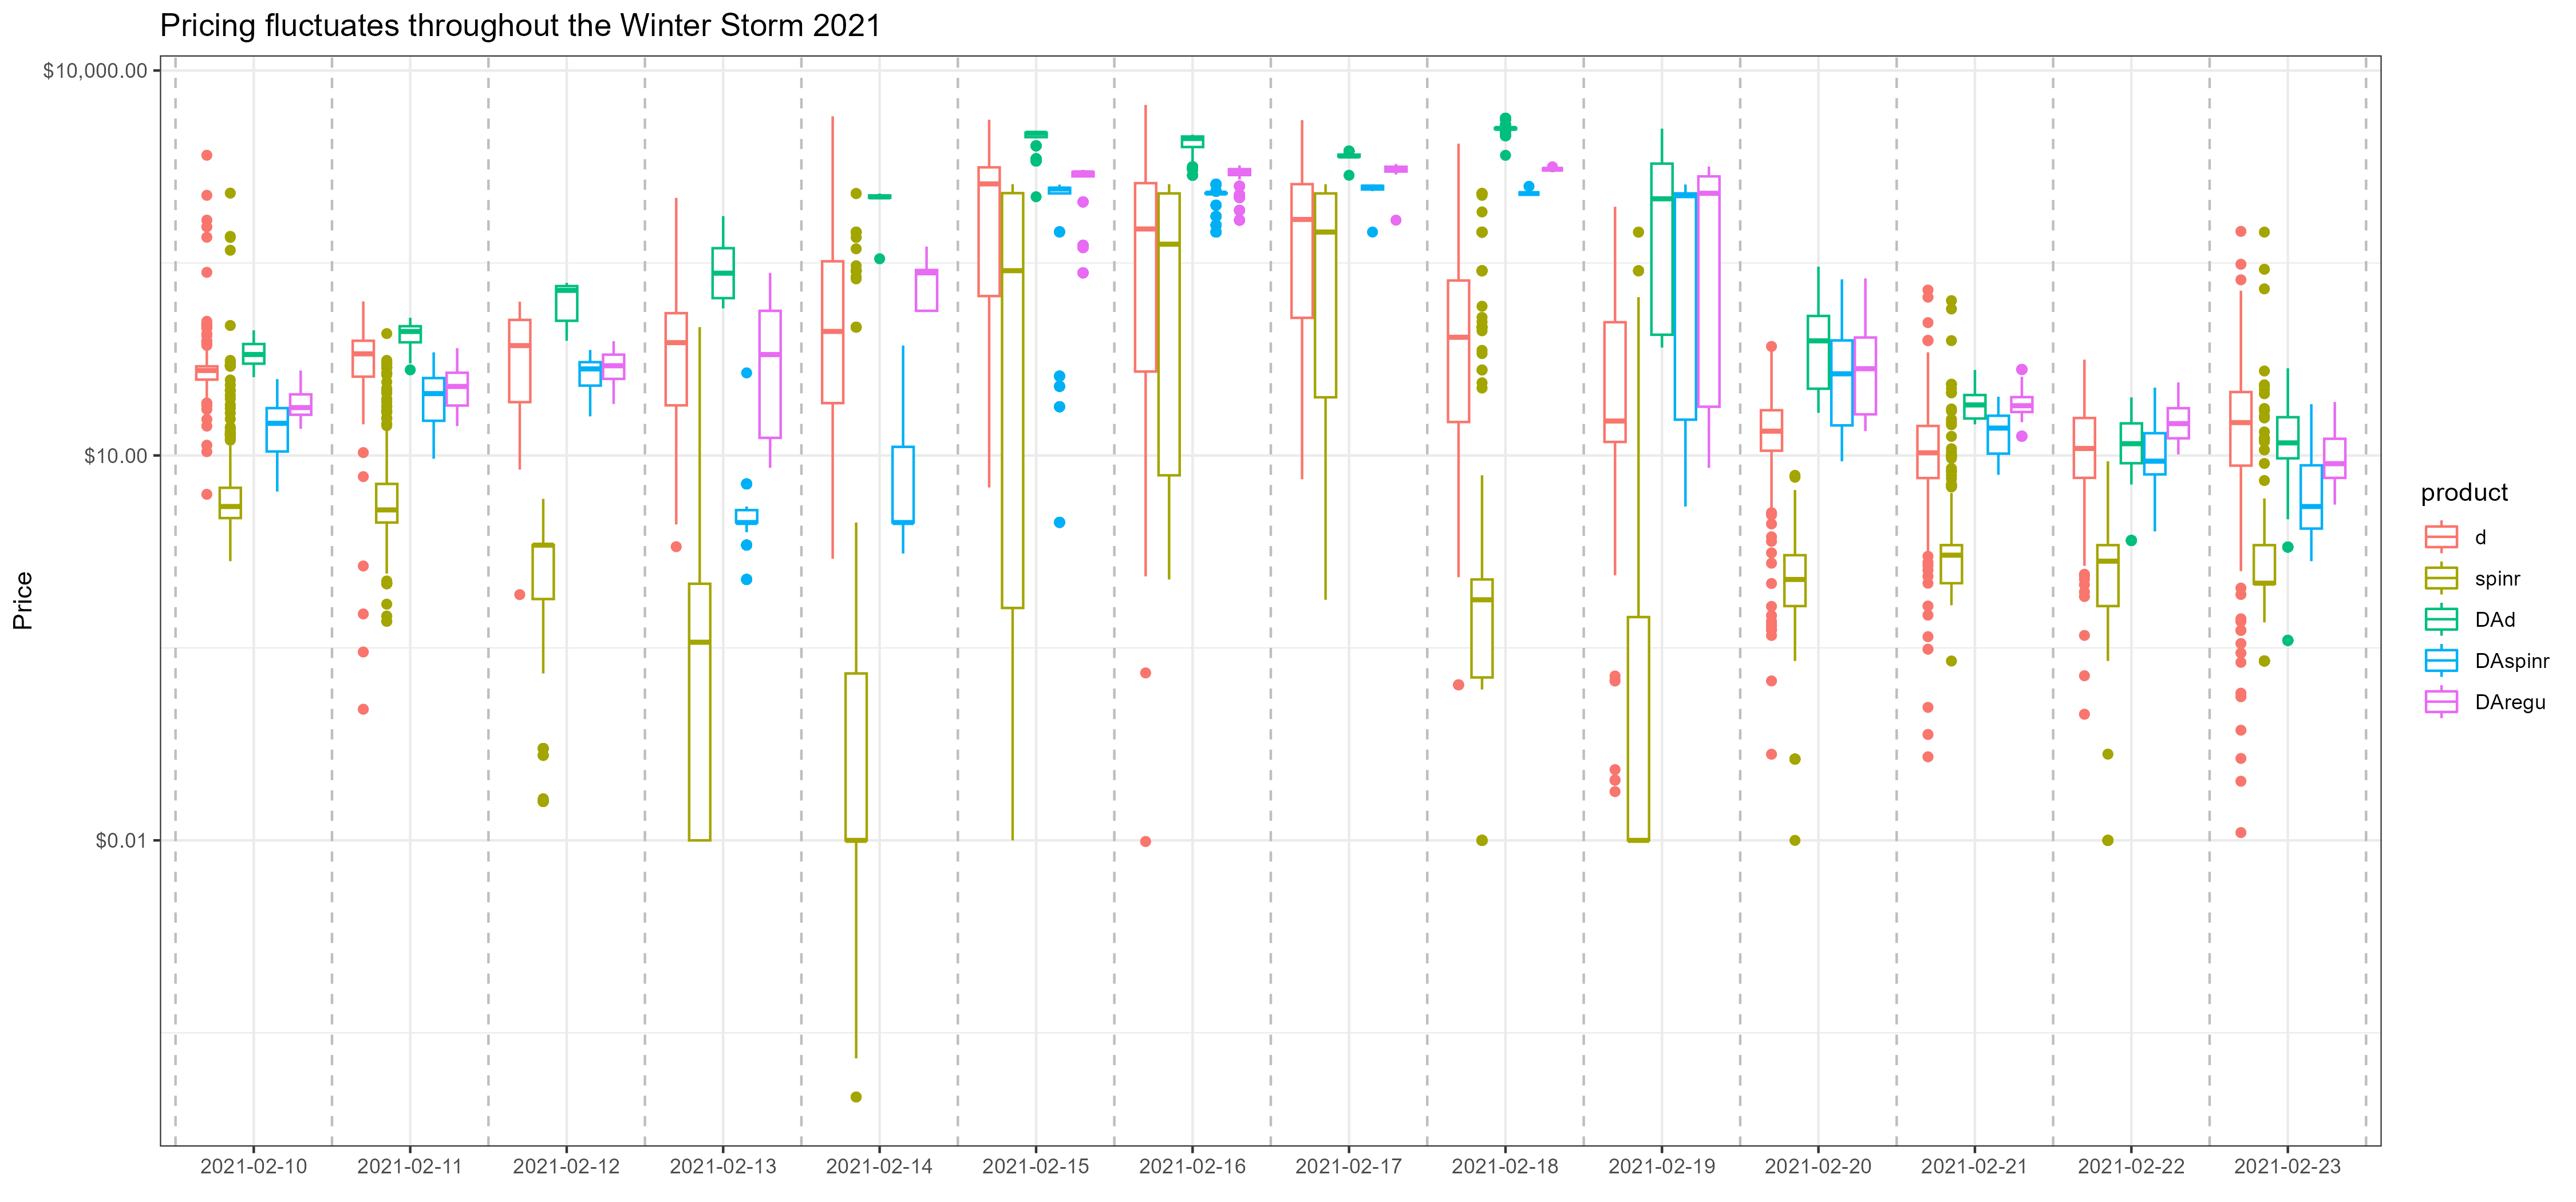 Pricing fluctuates throughout the Winter Storm 2021
$10,000.00
$10.00
$0.01
Price
2021-02-10
2021-02-11
2021-02-12
2021-02-13
2021-02-14
2021-02-15
2021-02-16
2021-02-17
2021-02-18
2021-02-19
2021-02-20
2021-02-21
2021-02-22
2021-02-23
product
d
spinr
DAd
DAspinr
DAregu